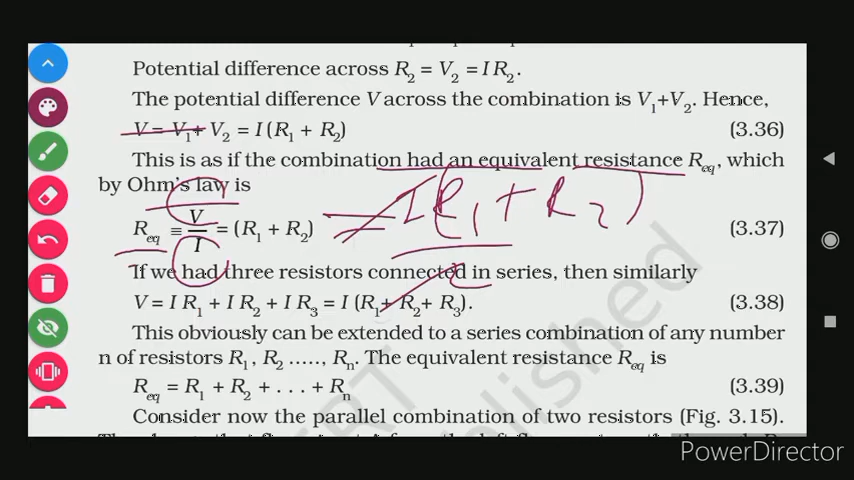 Potential difference across R₂ = V₂ = I R₂.
The potential difference V across the combination is V₁+V₂. Hence,
V = V₁+ V₂ = I (R₁ + R₂) (3.36)
This is as if the combination had an equivalent resistance Req, which
by Ohm's law is
Req ≡ V/I = (R₁ + R₂) (3.37)
I(R₁ + R₂)
If we had three resistors connected in series, then similarly
V = I R₁ + I R₂ + I R₃ = I (R₁+ R₂+ R₃). (3.38)
This obviously can be extended to a series combination of any number
n of resistors R₁, R₂ ....., Rₙ. The equivalent resistance Req is
Req = R₁ + R₂ + . . . + Rₙ (3.39)
Consider now the parallel combination of two resistors (Fig. 3.15).
PowerDirector